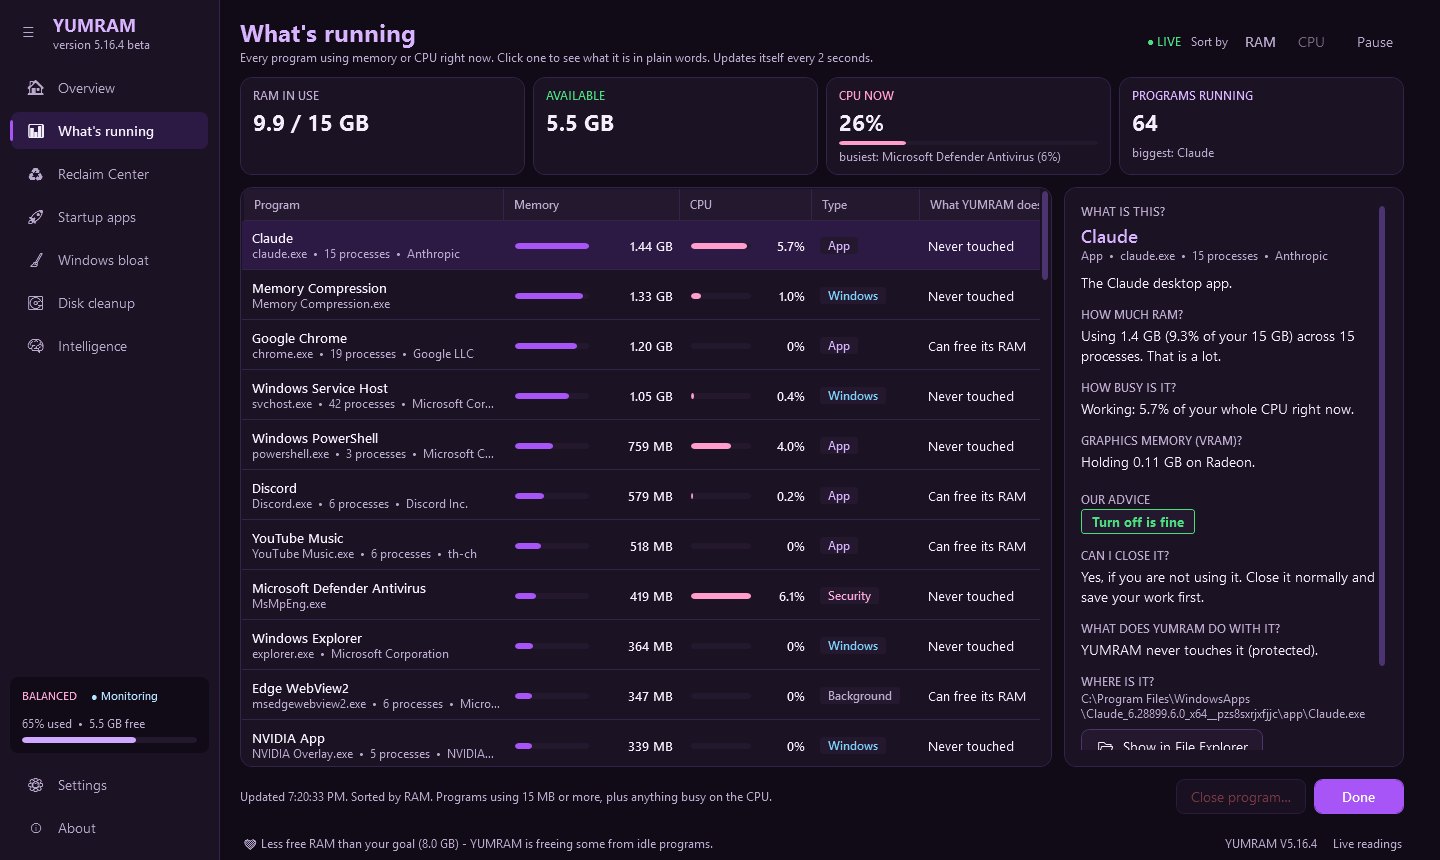 YUMRAM
version 5.16.4 beta
Overview
What's running
Reclaim Center
Startup apps
Windows bloat
Disk cleanup
Intelligence
BALANCED • Monitoring
65% used • 5.5 GB free
Settings
About
What's running
Every program using memory or CPU right now. Click one to see what it is in plain words. Updates itself every 2 seconds.
• LIVE Sort by RAM CPU Pause
RAM IN USE
9.9 / 15 GB
AVAILABLE
5.5 GB
CPU NOW
26%
busiest: Microsoft Defender Antivirus (6%)
PROGRAMS RUNNING
64
biggest: Claude
Program Memory CPU Type What YUMRAM does
Claude
claude.exe • 15 processes • Anthropic
1.44 GB 5.7% App Never touched
Memory Compression
Memory Compression.exe
1.33 GB 1.0% Windows Never touched
Google Chrome
chrome.exe • 19 processes • Google LLC
1.20 GB 0% App Can free its RAM
Windows Service Host
svchost.exe • 42 processes • Microsoft Cor...
1.05 GB 0.4% Windows Never touched
Windows PowerShell
powershell.exe • 3 processes • Microsoft C...
759 MB 4.0% App Never touched
Discord
Discord.exe • 6 processes • Discord Inc.
579 MB 0.2% App Can free its RAM
YouTube Music
YouTube Music.exe • 6 processes • th-ch
518 MB 0% App Can free its RAM
Microsoft Defender Antivirus
MsMpEng.exe
419 MB 6.1% Security Never touched
Windows Explorer
explorer.exe • Microsoft Corporation
364 MB 0% Windows Never touched
Edge WebView2
msedgewebview2.exe • 6 processes • Micro...
347 MB 0% Background Can free its RAM
NVIDIA App
NVIDIA Overlay.exe • 5 processes • NVIDIA...
339 MB 0% Windows Never touched
WHAT IS THIS?
Claude
App • claude.exe • 15 processes • Anthropic
The Claude desktop app.
HOW MUCH RAM?
Using 1.4 GB (9.3% of your 15 GB) across 15
processes. That is a lot.
HOW BUSY IS IT?
Working: 5.7% of your whole CPU right now.
GRAPHICS MEMORY (VRAM)?
Holding 0.11 GB on Radeon.
OUR ADVICE
Turn off is fine
CAN I CLOSE IT?
Yes, if you are not using it. Close it normally and
save your work first.
WHAT DOES YUMRAM DO WITH IT?
YUMRAM never touches it (protected).
WHERE IS IT?
C:\Program Files\WindowsApps
\Claude_6.28899.6.0_x64__pzs8sxrjxfjjc\app\Claude.exe
Show in File Explorer
Updated 7:20:33 PM. Sorted by RAM. Programs using 15 MB or more, plus anything busy on the CPU.
Close program... Done
Less free RAM than your goal (8.0 GB) - YUMRAM is freeing some from idle programs.
YUMRAM V5.16.4 Live readings